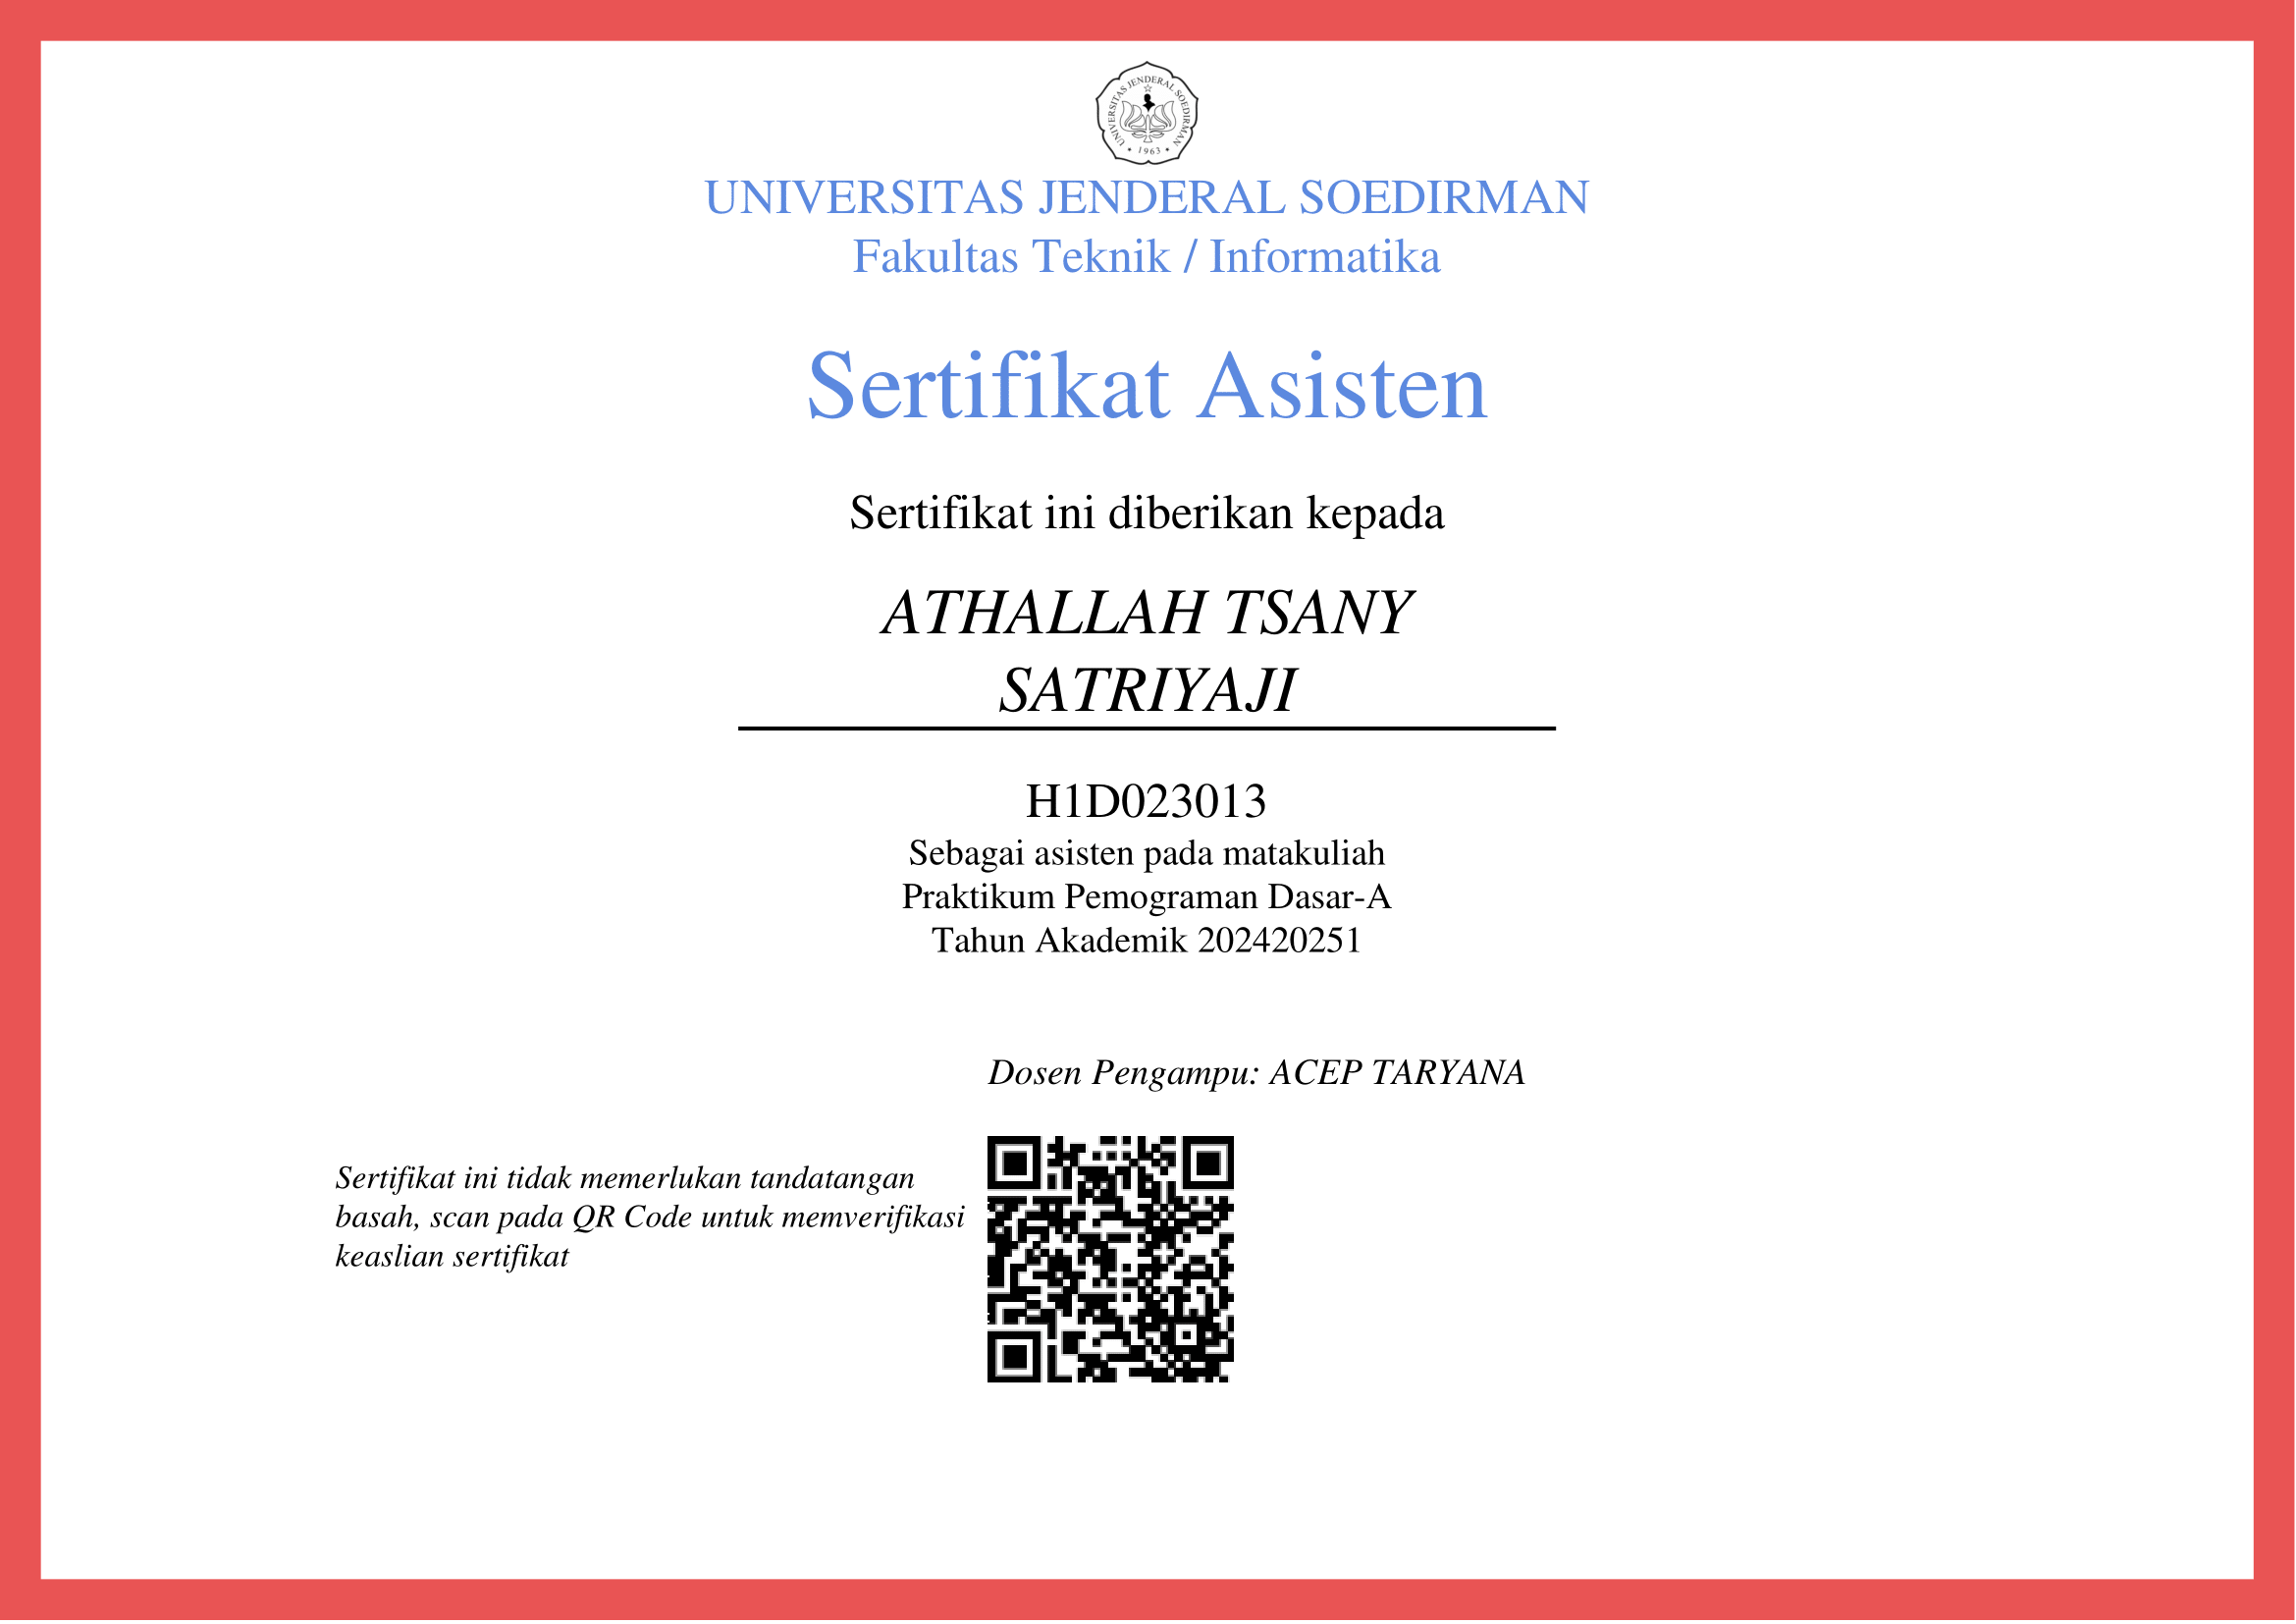 UNIVERSITAS JENDERAL SOEDIRMAN
1963
UNIVERSITAS JENDERAL SOEDIRMAN
Fakultas Teknik / Informatika
Sertifikat Asisten
Sertifikat ini diberikan kepada
ATHALLAH TSANY
SATRIYAJI
H1D023013
Sebagai asisten pada matakuliah
Praktikum Pemograman Dasar-A
Tahun Akademik 202420251
Dosen Pengampu: ACEP TARYANA
Sertifikat ini tidak memerlukan tandatangan
basah, scan pada QR Code untuk memverifikasi
keaslian sertifikat